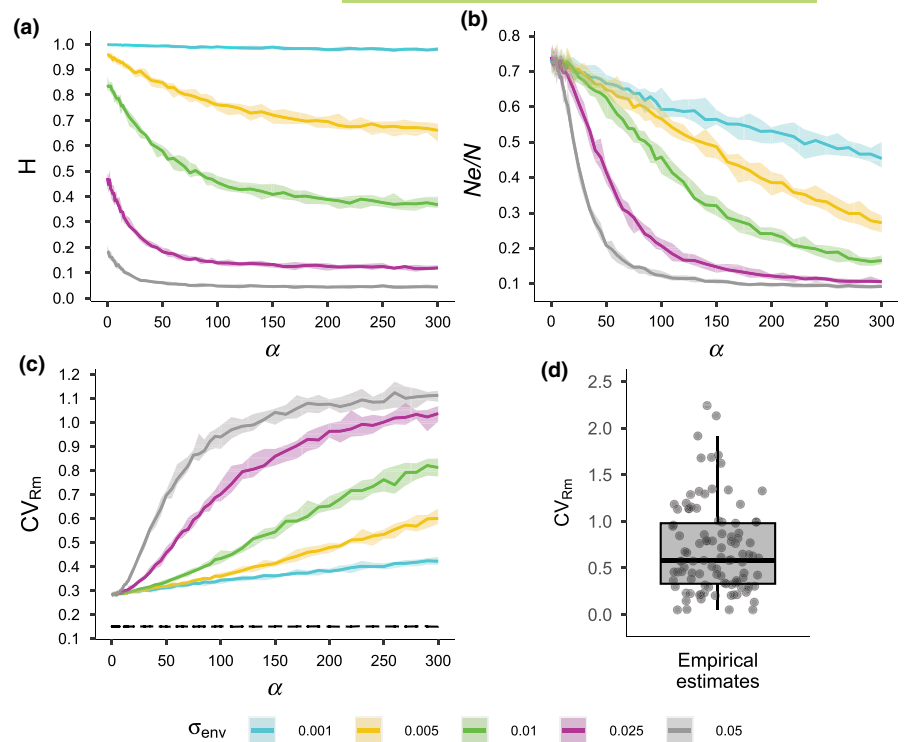 (a)
H
1.0
0.9
0.8
0.7
0.6
0.5
0.4
0.3
0.2
0.1
0.0
0 50 100 150 200 250 300
α
(b)
Ne/N
0.8
0.7
0.6
0.5
0.4
0.3
0.2
0.1
0 50 100 150 200 250 300
α
(c)
CVRm
1.2
1.1
1.0
0.9
0.8
0.7
0.6
0.5
0.4
0.3
0.2
0.1
0 50 100 150 200 250 300
α
(d)
CVRm
2.5
2.0
1.5
1.0
0.5
0.0
Empirical
estimates
σenv 0.001 0.005 0.01 0.025 0.05